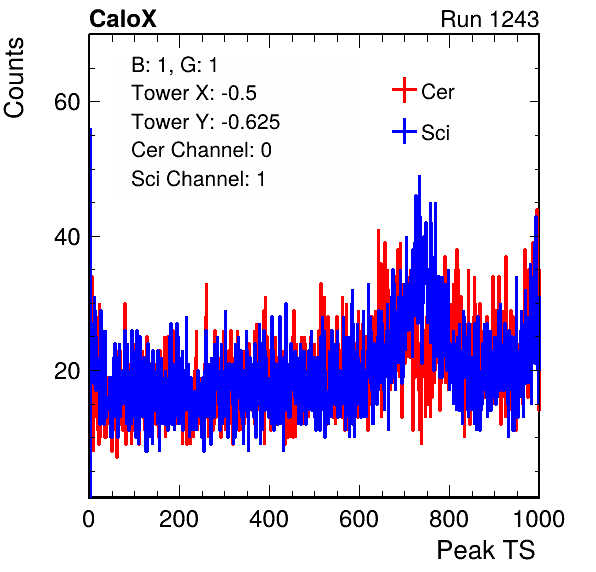 CaloX Run 1243
Counts
B: 1, G: 1
Tower X: -0.5
Tower Y: -0.625
Cer Channel: 0
Sci Channel: 1
Cer
Sci
60
40
20
0 200 400 600 800 1000
Peak TS